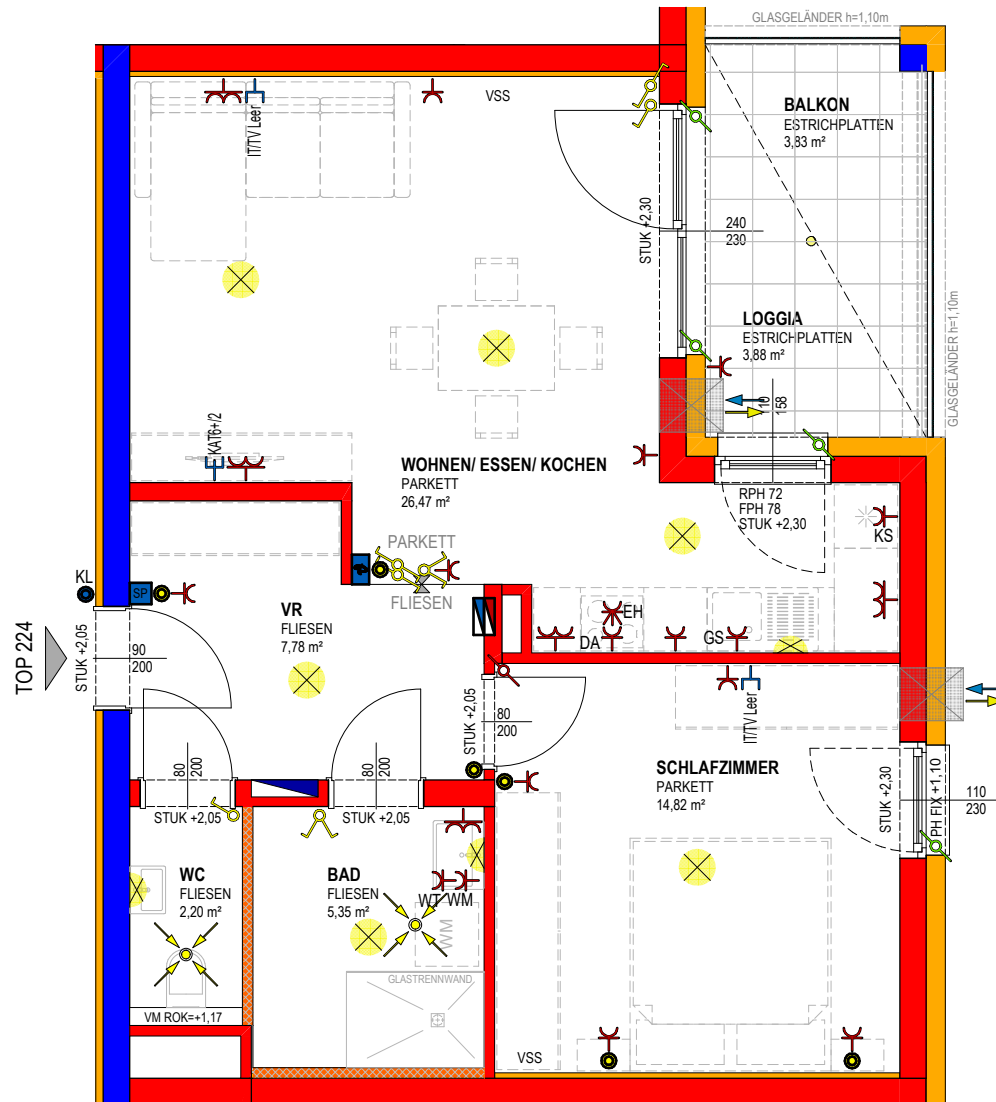 GLASGELÄNDER h=1,10m
VSS
IT/TV Leer
BALKON
ESTRICHPLATTEN
3,83 m²
STUK +2,30
240
230
LOGGIA
ESTRICHPLATTEN
3,88 m²
GLASGELÄNDER h=1,10m
110
158
KAT6+/2
WOHNEN/ ESSEN/ KOCHEN
PARKETT
26,47 m²
RPH 72
FPH 78
STUK +2,30
KS
PARKETT
FLIESEN
KL
SP
VR
FLIESEN
7,78 m²
EH
DA
GS
TOP 224
STUK +2,05
90
200
STUK +2,05
80
200
IT/TV Leer
SCHLAFZIMMER
PARKETT
14,82 m²
STUK +2,30
PH FIX +1,10
110
230
80
200
STUK +2,05
80
200
STUK +2,05
WC
FLIESEN
2,20 m²
BAD
FLIESEN
5,35 m²
WT
WM
WM
GLASTRENNWAND
VM ROK=+1,17
VSS